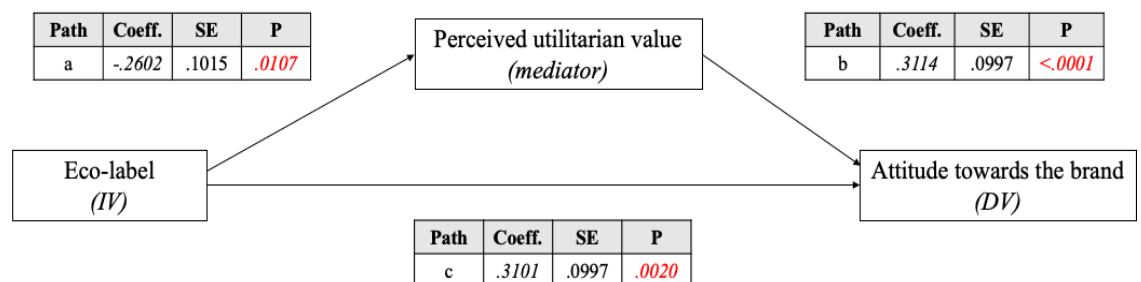 Path Coeff. SE P
a -.2602 .1015 .0107
Perceived utilitarian value
(mediator)
Path Coeff. SE P
b .3114 .0997 <.0001
Eco-label
(IV)
Attitude towards the brand
(DV)
Path Coeff. SE P
c .3101 .0997 .0020